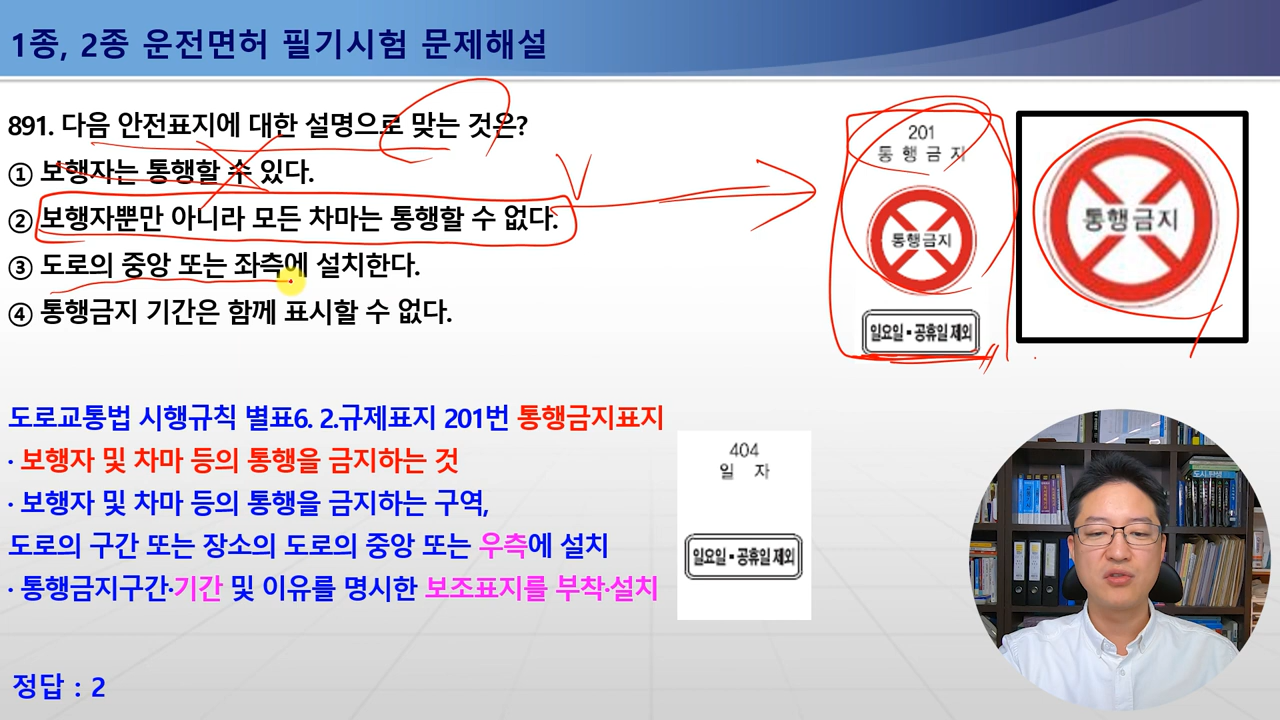 1종, 2종 운전면허 필기시험 문제해설
891. 다음 안전표지에 대한 설명으로 맞는 것은?
① 보행자는 통행할 수 있다.
② 보행자뿐만 아니라 모든 차마는 통행할 수 없다.
③ 도로의 중앙 또는 좌측에 설치한다.
④ 통행금지 기간은 함께 표시할 수 없다.
201
통 행 금 지
통행금지
일요일▪공휴일 제외
통행금지
도로교통법 시행규칙 별표6. 2.규제표지 201번 통행금지표지
· 보행자 및 차마 등의 통행을 금지하는 것
· 보행자 및 차마 등의 통행을 금지하는 구역,
도로의 구간 또는 장소의 도로의 중앙 또는 우측에 설치
· 통행금지구간·기간 및 이유를 명시한 보조표지를 부착·설치
404
일 자
일요일▪공휴일 제외
정답 : 2